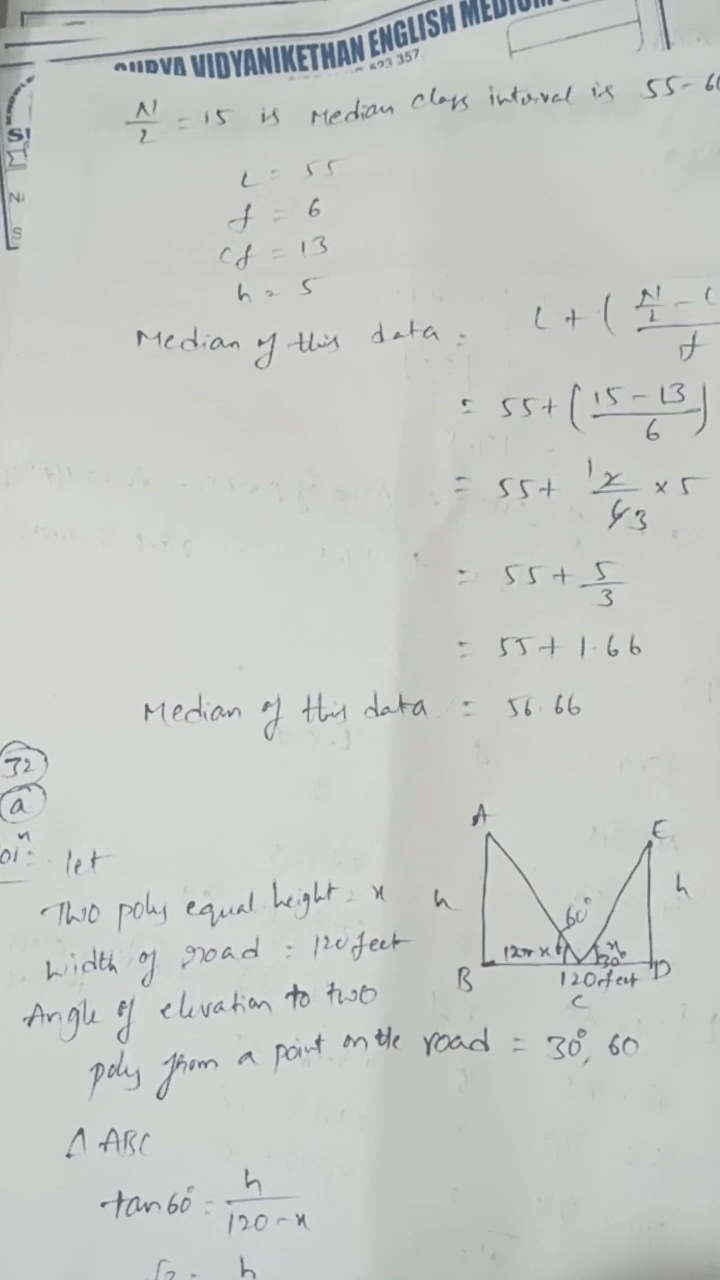 VIDYANIKETHAN ENGLISH MEDIUM
N/2 = 15 is Median class interval is 55-60
L = 55
f = 6
cf = 13
h = 5
Median of this data = l + ( N/2 - c / f
= 55 + (15-13 / 6)
= 55 + 2/6 × 5
1 3
= 55 + 5/3
= 55 + 1.66
Median of this data = 56.66
32
a
let
Two poles equal height = x
width of road = 120 feet
Angle of elevation to two
poles from a point on the road = 30°, 60
A E
h 60° h
x 30°
B 120 feet D
C
Δ ABC
tan 60° = h / 120 - x
h